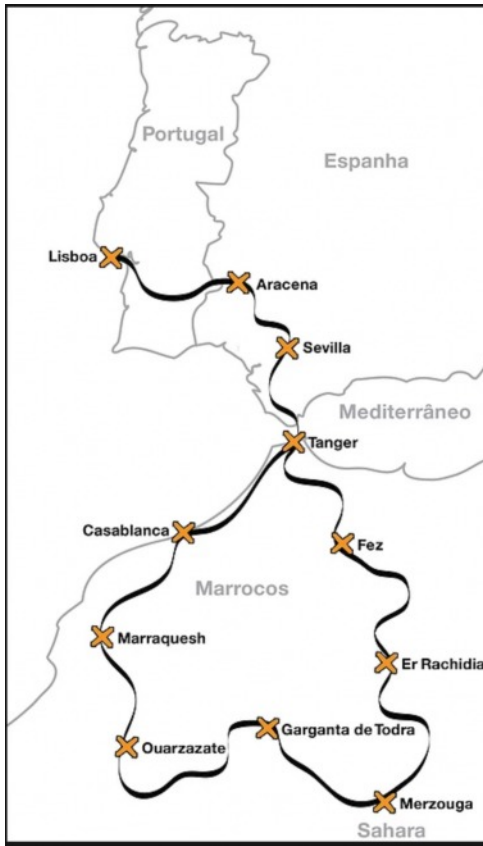 Portugal
Espanha
Lisboa
Aracena
Sevilla
Mediterrâneo
Tanger
Casablanca
Fez
Marrocos
Marraquesh
Er Rachidia
Garganta de Todra
Ouarzazate
Merzouga
Sahara